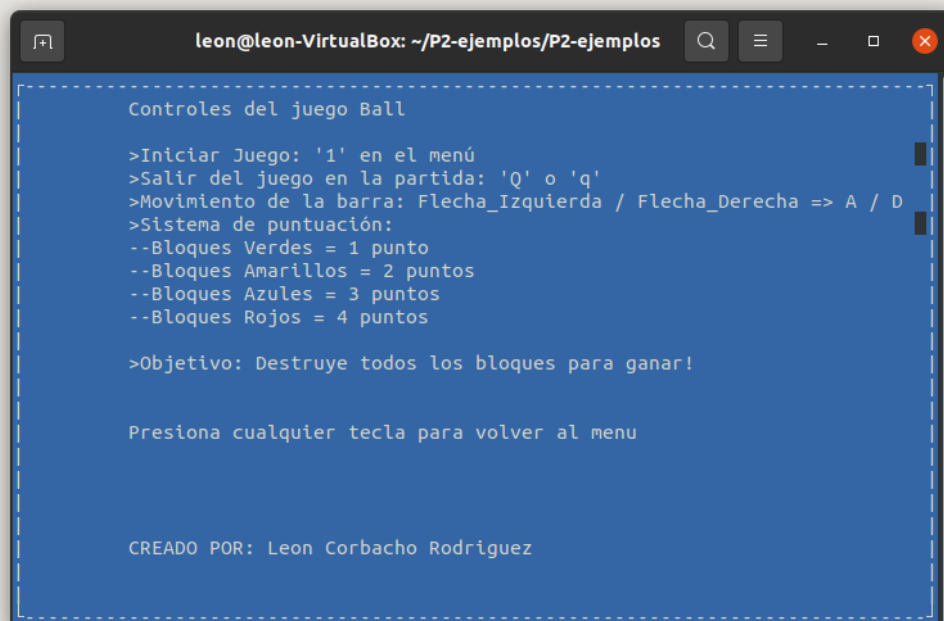 leon@leon-VirtualBox: ~/P2-ejemplos/P2-ejemplos
Controles del juego Ball
>Iniciar Juego: '1' en el menú
>Salir del juego en la partida: 'Q' o 'q'
>Movimiento de la barra: Flecha_Izquierda / Flecha_Derecha => A / D
>Sistema de puntuación:
--Bloques Verdes = 1 punto
--Bloques Amarillos = 2 puntos
--Bloques Azules = 3 puntos
--Bloques Rojos = 4 puntos
>Objetivo: Destruye todos los bloques para ganar!
Presiona cualquier tecla para volver al menu
CREADO POR: Leon Corbacho Rodriguez